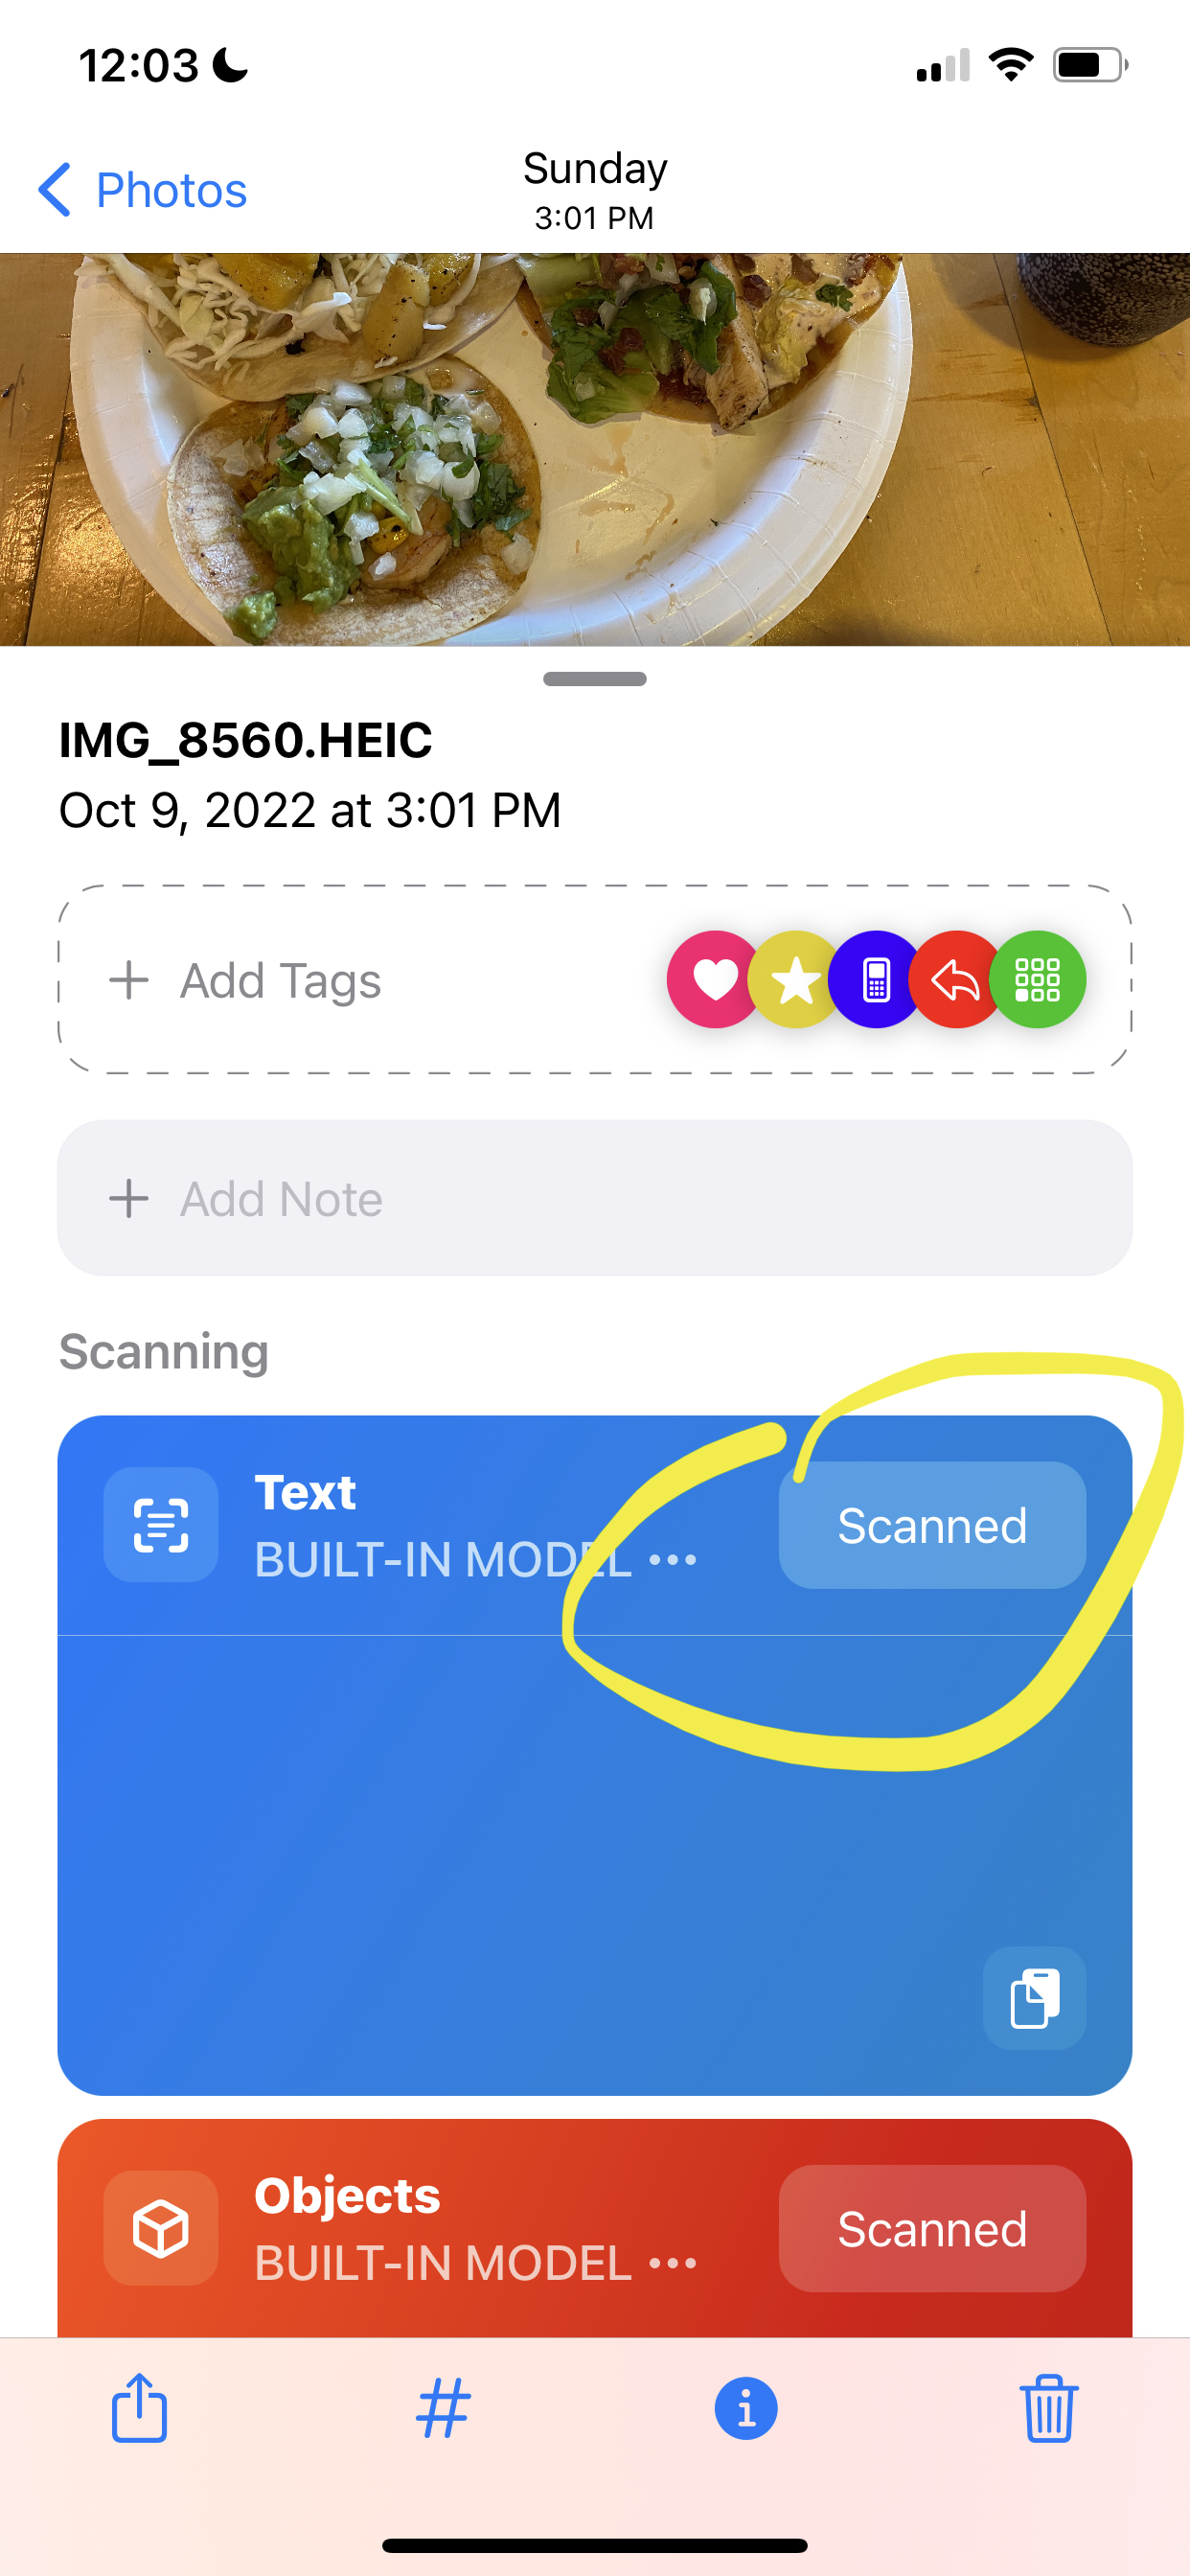 12:03
Photos
Sunday
3:01 PM
IMG_8560.HEIC
Oct 9, 2022 at 3:01 PM
Add Tags
Add Note
Scanning
Text
BUILT-IN MODEL ...
Scanned
Objects
BUILT-IN MODEL ...
Scanned